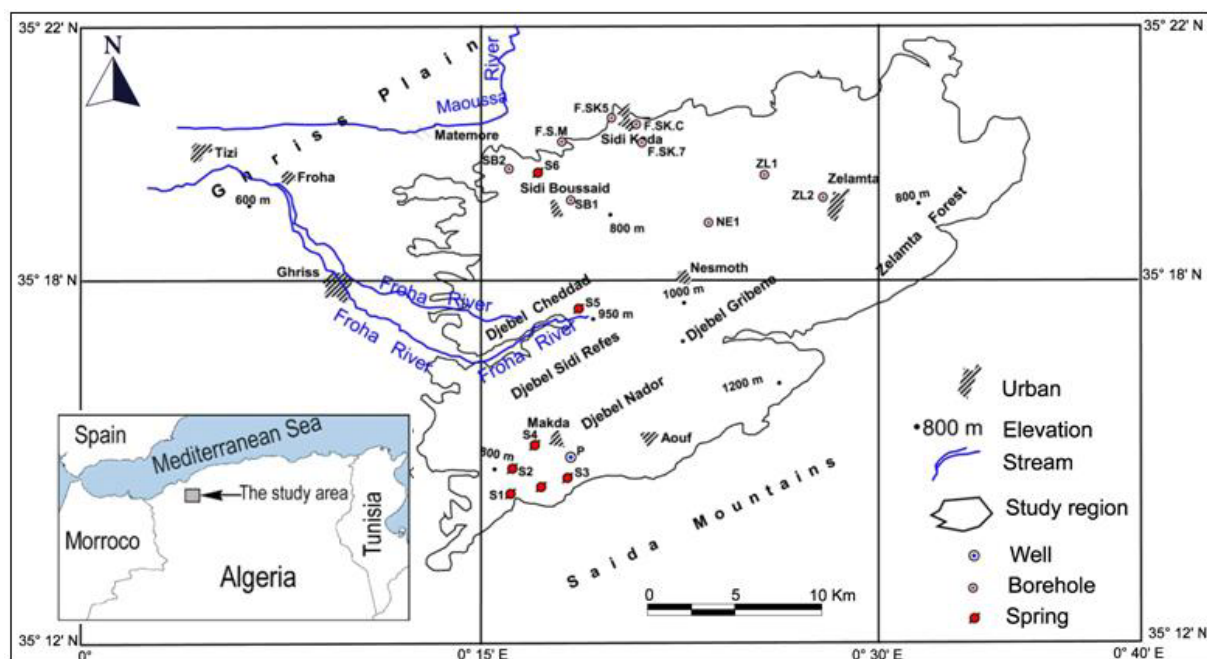 35° 22' N
35° 22' N
N
Ghriss Plain
Maoussa River
Matemore
F.SK5
F.SK.C
Sidi Kada
F.SK.7
F.S.M
Tizi
Froha
600 m
SB2
S6
Sidi Boussaid
SB1
800 m
ZL1
Zelamta
ZL2
NE1
800 m
Zelamta Forest
35° 18' N
35° 18' N
Ghriss
Nesmoth
1000 m
Froha River
Djebel Cheddad
S5
950 m
Djebel Gribene
Froha River
Froha River
Djebel Sidi Refes
1200 m
Djebel Nador
Makda
S4
Aouf
P
800 m
S2
S3
S1
Saida Mountains
Urban
800 m Elevation
Stream
Study region
Well
Borehole
Spring
0 5 10 Km
Spain
Mediterranean Sea
The study area
Tunisia
Morroco
Algeria
35° 12' N
35° 12' N
0°
0° 15' E
0° 30' E
0° 40' E